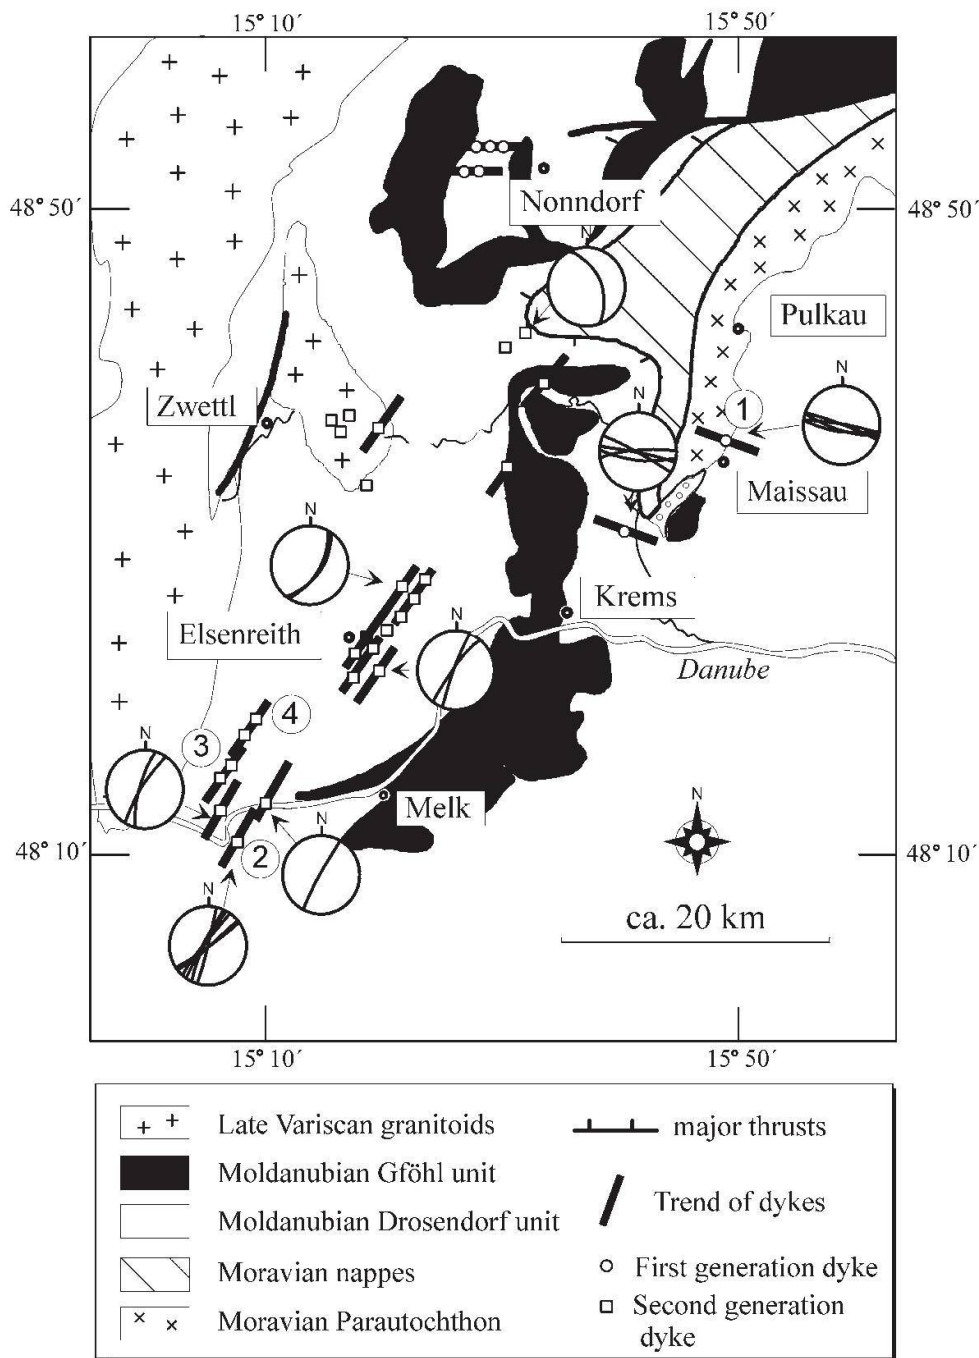 15° 10´
15° 50´
48° 50´
48° 50´
Nonndorf
N
Pulkau
Zwettl
N
1
N
Maissau
N
Krems
Elsenreith
N
Danube
4
3
N
Melk
N
N
48° 10´
48° 10´
2
N
ca. 20 km
15° 10´
15° 50´
Late Variscan granitoids
major thrusts
Moldanubian Gföhl unit
Moldanubian Drosendorf unit
Trend of dykes
Moravian nappes
First generation dyke
Moravian Parautochthon
Second generation
dyke